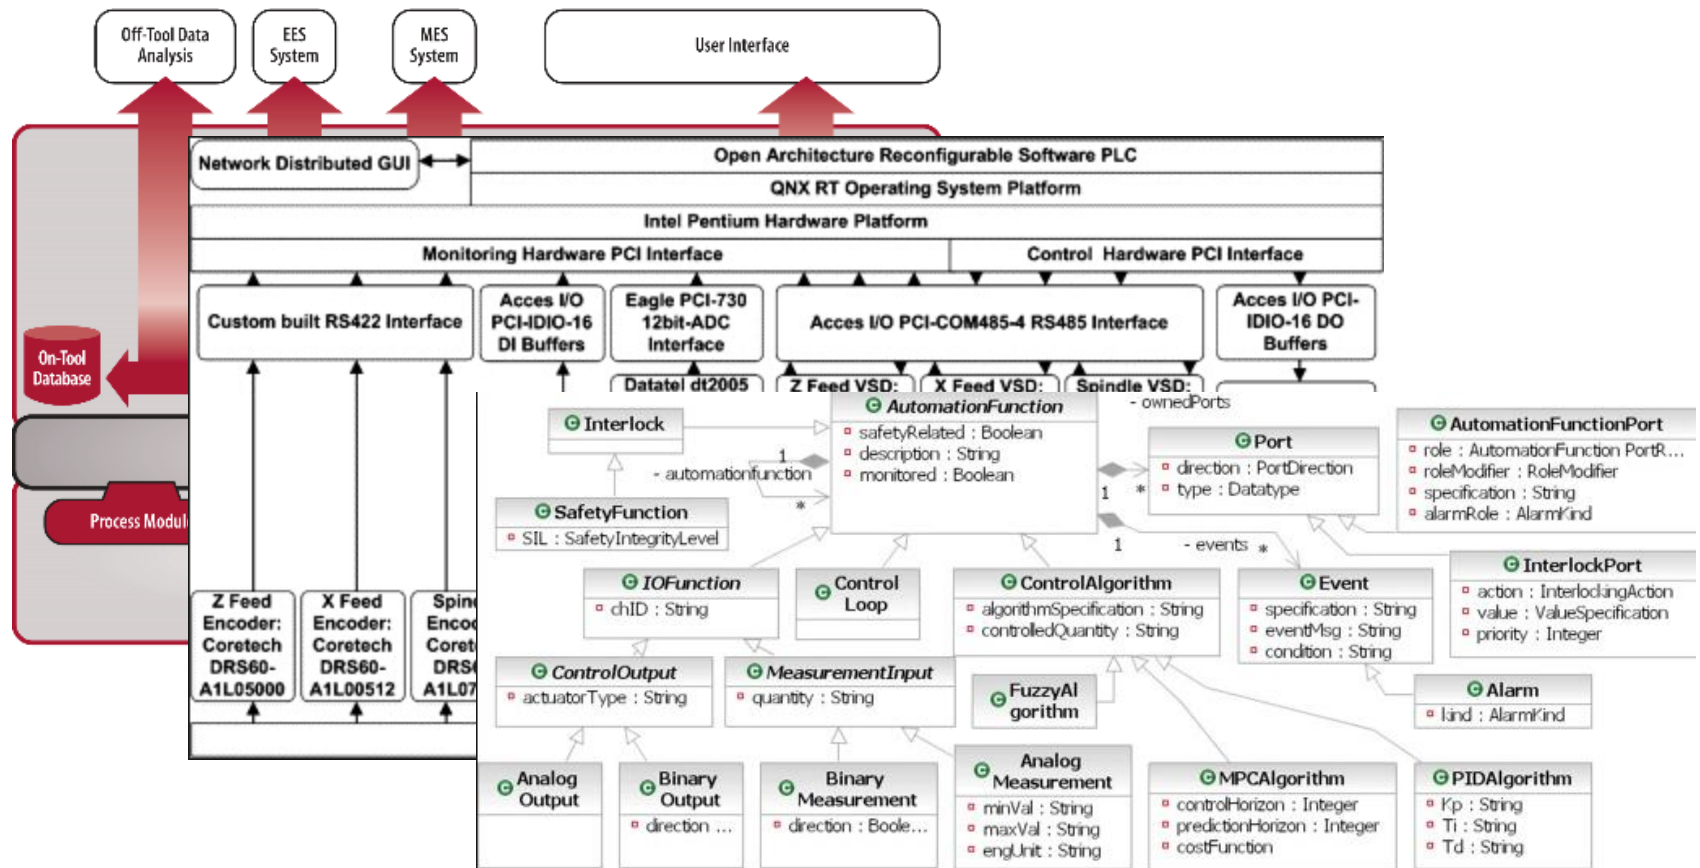 Off-Tool Data
Analysis
EES
System
MES
System
User Interface
Network Distributed GUI
Open Architecture Reconfigurable Software PLC
QNX RT Operating System Platform
Intel Pentium Hardware Platform
Monitoring Hardware PCI Interface
Control Hardware PCI Interface
Custom built RS422 Interface
Acces I/O
PCI-IDIO-16
DI Buffers
Eagle PCI-730
12bit-ADC
Interface
Acces I/O PCI-COM485-4 RS485 Interface
Acces I/O PCI-
IDIO-16 DO
Buffers
On-Tool
Database
Datatel dt2005
Z Feed VSD:
X Feed VSD:
Spindle VSD:
Process Module
Z Feed
Encoder:
Coretech
DRS60-
A1L05000
X Feed
Encoder:
Coretech
DRS60-
A1L00512
Interlock
AutomationFunction
safetyRelated : Boolean
description : String
monitored : Boolean
- ownedPorts
1
- automationfunction
*
Port
direction : PortDirection
type : Datatype
1
*
AutomationFunctionPort
role : AutomationFunction PortR...
roleModifier : RoleModifier
specification : String
alarmRole : AlarmKind
SafetyFunction
SIL : SafetyIntegrityLevel
1
- events
*
InterlockPort
action : InterlockingAction
value : ValueSpecification
priority : Integer
IOFunction
chID : String
Control
Loop
ControlAlgorithm
algorithmSpecification : String
controlledQuantity : String
Event
specification : String
eventMsg : String
condition : String
ControlOutput
actuatorType : String
MeasurementInput
quantity : String
FuzzyAl
gorithm
Alarm
kind : AlarmKind
Analog
Output
Binary
Output
direction ...
Binary
Measurement
direction : Boole...
Analog
Measurement
minVal : String
maxVal : String
engUnit : String
MPCAlgorithm
controlHorizon : Integer
predictionHorizon : Integer
costFunction
PIDAlgorithm
Kp : String
Ti : String
Td : String